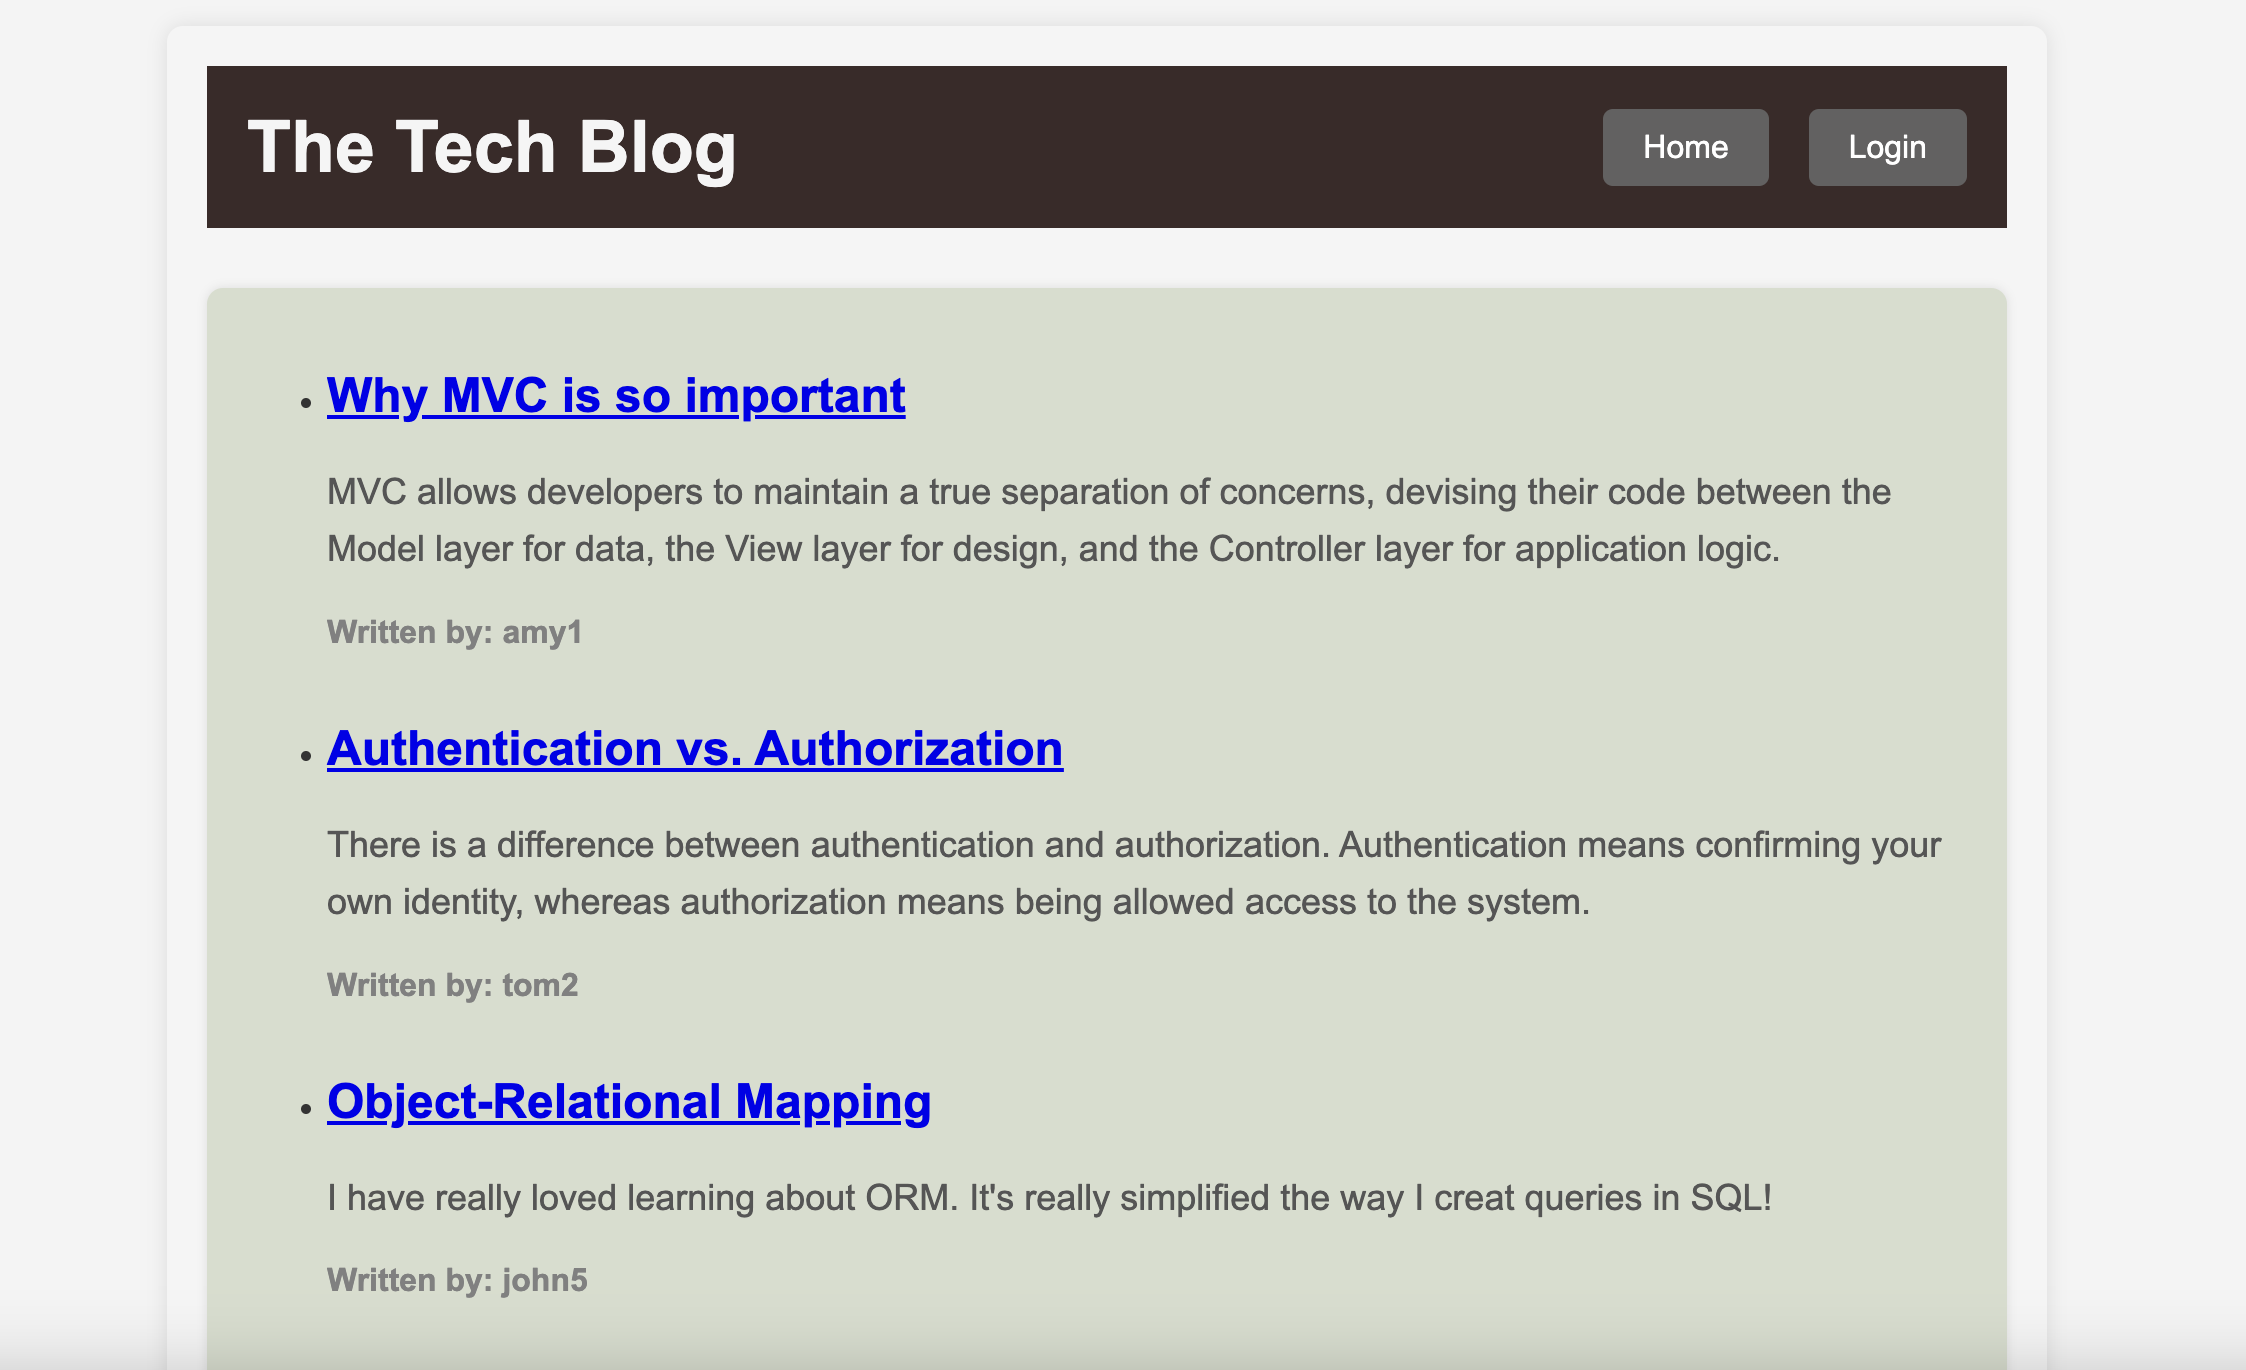 The Tech Blog
Home
Login
Why MVC is so important
MVC allows developers to maintain a true separation of concerns, devising their code between the
Model layer for data, the View layer for design, and the Controller layer for application logic.
Written by: amy1
Authentication vs. Authorization
There is a difference between authentication and authorization. Authentication means confirming your
own identity, whereas authorization means being allowed access to the system.
Written by: tom2
Object-Relational Mapping
I have really loved learning about ORM. It's really simplified the way I creat queries in SQL!
Written by: john5